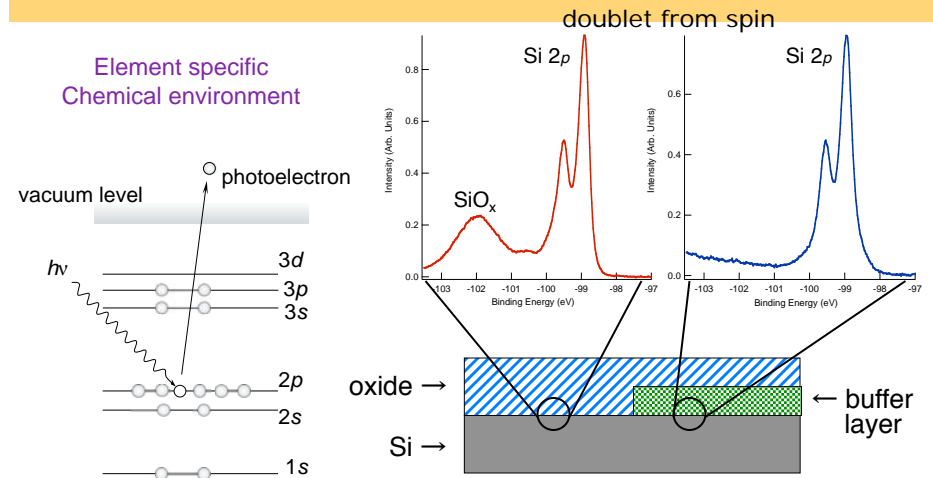 doublet from spin
Element specific
Chemical environment
photoelectron
vacuum level
hν
3d
3p
3s
2p
2s
1s
Si 2p
SiOx
Intensity (Arb. Units)
0.8
0.6
0.4
0.2
0.0
-103 -102 -101 -100 -99 -98 -97
Binding Energy (eV)
Si 2p
Intensity (Arb. Units)
0.6
0.4
0.2
0.0
-103 -102 -101 -100 -99 -98 -97
Binding Energy (eV)
oxide →
Si →
← buffer
layer